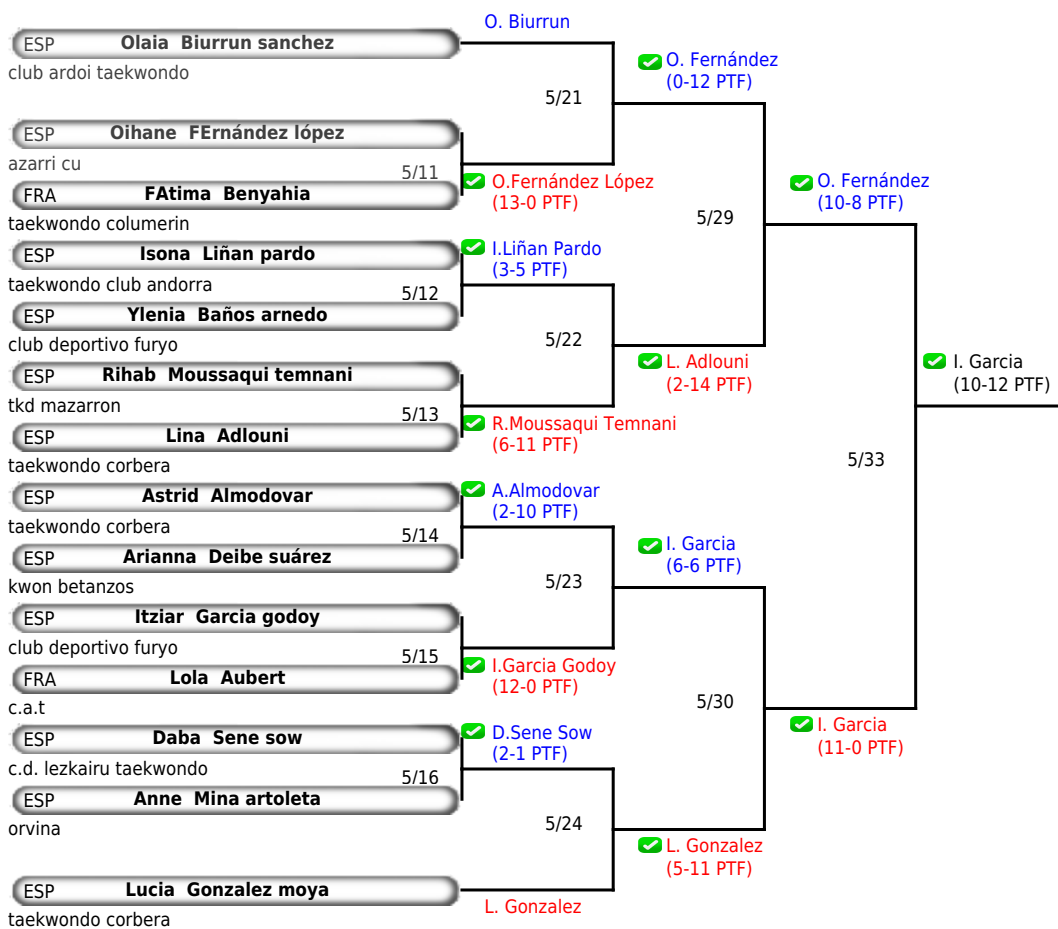 O. Biurrun
ESP Olaia Biurrun sanchez
club ardoi taekwondo
O. Fernández
(0-12 PTF)
5/21
ESP Oihane FErnández lópez
azarri cu
5/11
O.Fernández López
(13-0 PTF)
FRA FAtima Benyahia
taekwondo columerin
O. Fernández
(10-8 PTF)
5/29
ESP Isona Liñan pardo
taekwondo club andorra
I.Liñan Pardo
(3-5 PTF)
5/12
ESP Ylenia Baños arnedo
club deportivo furyo
5/22
ESP Rihab Moussaqui temnani
tkd mazarron
L. Adlouni
(2-14 PTF)
I. Garcia
(10-12 PTF)
5/13
R.Moussaqui Temnani
(6-11 PTF)
ESP Lina Adlouni
taekwondo corbera
5/33
ESP Astrid Almodovar
taekwondo corbera
A.Almodovar
(2-10 PTF)
5/14
ESP Arianna Deibe suárez
kwon betanzos
I. Garcia
(6-6 PTF)
5/23
ESP Itziar Garcia godoy
club deportivo furyo
5/15
I.Garcia Godoy
(12-0 PTF)
FRA Lola Aubert
c.a.t
5/30
I. Garcia
(11-0 PTF)
ESP Daba Sene sow
c.d. lezkairu taekwondo
D.Sene Sow
(2-1 PTF)
5/16
ESP Anne Mina artoleta
orvina
5/24
L. Gonzalez
(5-11 PTF)
ESP Lucia Gonzalez moya
taekwondo corbera
L. Gonzalez